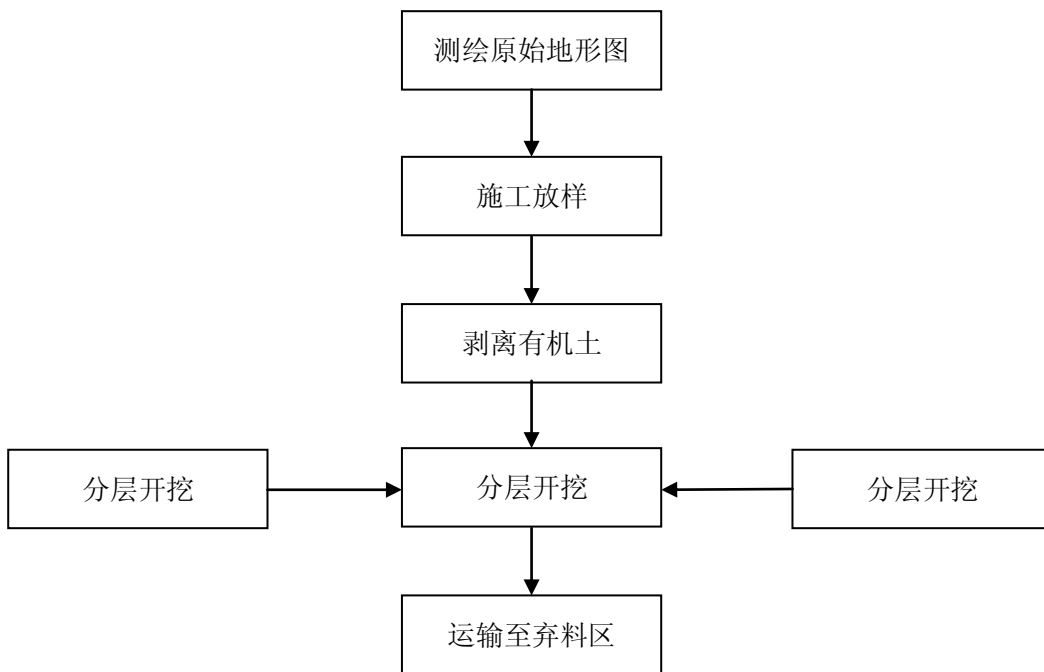 测绘原始地形图
施工放样
剥离有机土
分层开挖
分层开挖
分层开挖
运输至弃料区